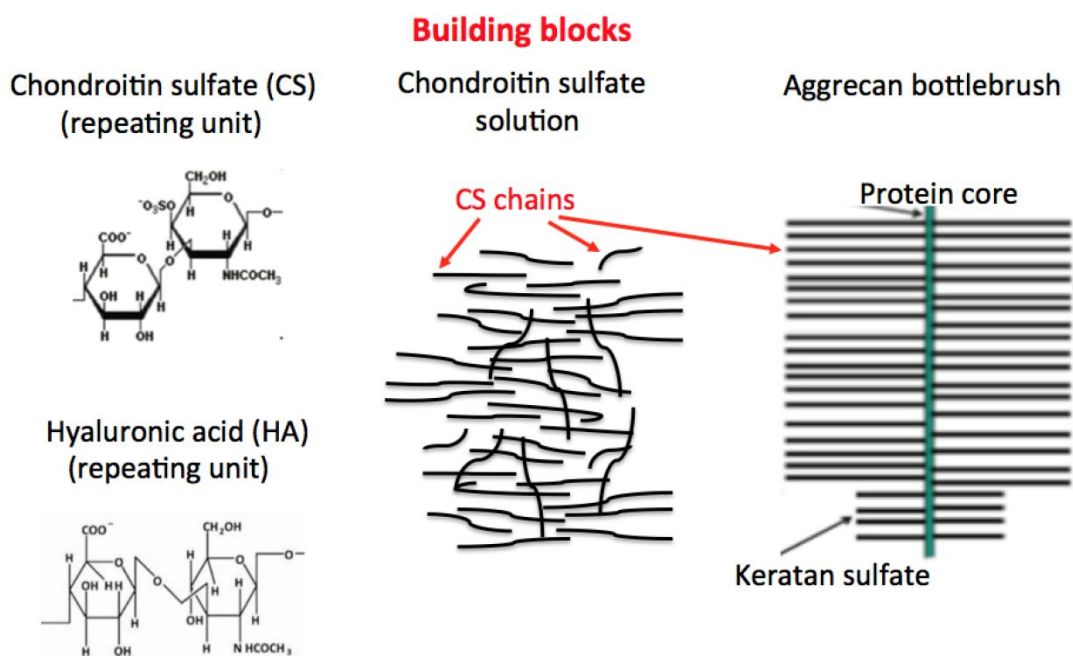 Building blocks
Chondroitin sulfate (CS)
(repeating unit)
CH₂OH
⁻O₃SO
H
O
O
COO⁻
H
H
H
O
O
H
NHCOCH₃
H
H
OH
H
H
H
OH
Hyaluronic acid (HA)
(repeating unit)
COO⁻
CH₂OH
H
O
H
O
O
OH
H
H
O
H
H
H
OH
H
H
OH
H
NHCOCH₃
Chondroitin sulfate
solution
CS chains
Aggrecan bottlebrush
Protein core
Keratan sulfate